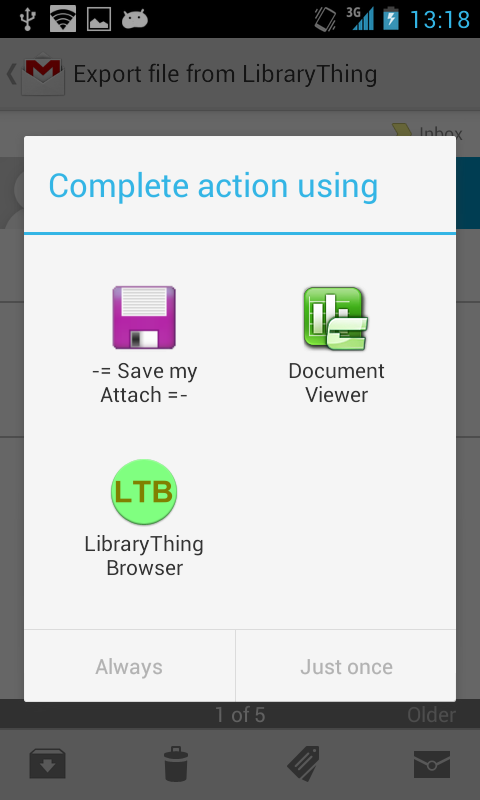 3G 13:18
Export file from LibraryThing
Inbox
Complete action using
-= Save my
Attach =-
Document
Viewer
LTB
LibraryThing
Browser
Always
Just once
1 of 5
Older